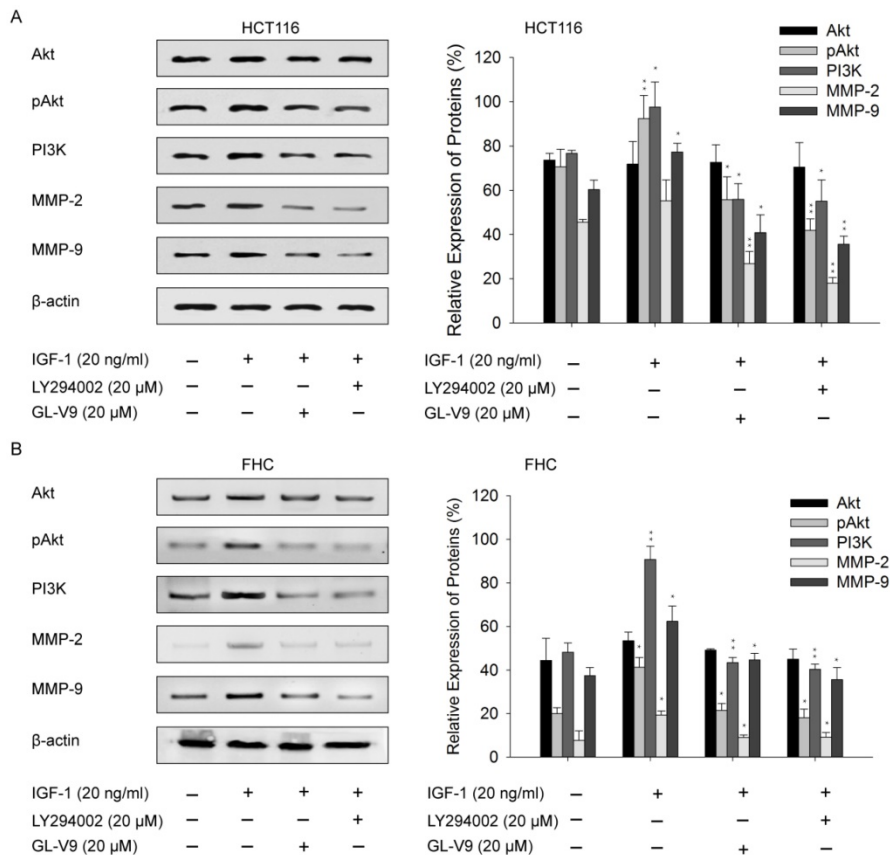 A
HCT116
Akt
pAkt
PI3K
MMP-2
MMP-9
β-actin
IGF-1 (20 ng/ml) – + + +
LY294002 (20 µM) – – – +
GL-V9 (20 µM) – – + –
HCT116
Akt
pAkt
PI3K
MMP-2
MMP-9
Relative Expression of Proteins (%)
120
100
80
60
40
20
0
** *
*
* * ** *
** * ** **
IGF-1 (20 ng/ml) – + + +
LY294002 (20 µM) – – – +
GL-V9 (20 µM) – – + –
B
FHC
Akt
pAkt
PI3K
MMP-2
MMP-9
β-actin
IGF-1 (20 ng/ml) – + + +
LY294002 (20 µM) – – – +
GL-V9 (20 µM) – – + –
FHC
Akt
pAkt
PI3K
MMP-2
MMP-9
Relative Expression of Proteins (%)
120
100
80
60
40
20
0
* ** * *
* ** * *
* ** * *
IGF-1 (20 ng/ml) – + + +
LY294002 (20 µM) – – – +
GL-V9 (20 µM) – – + –